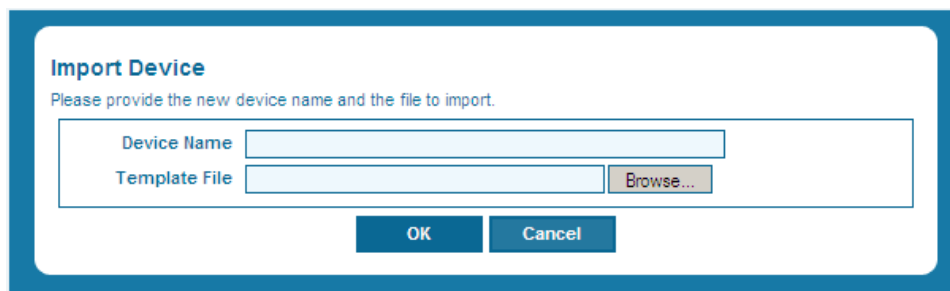 Import Device
Please provide the new device name and the file to import.
Device Name
Template File Browse...
OK Cancel